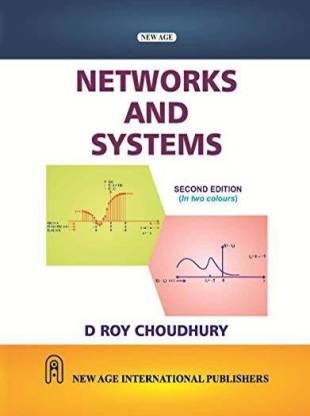 NEW AGE
NETWORKS
AND
SYSTEMS
SECOND EDITION
(In two colours)
D ROY CHOUDHURY
NEW AGE INTERNATIONAL PUBLISHERS